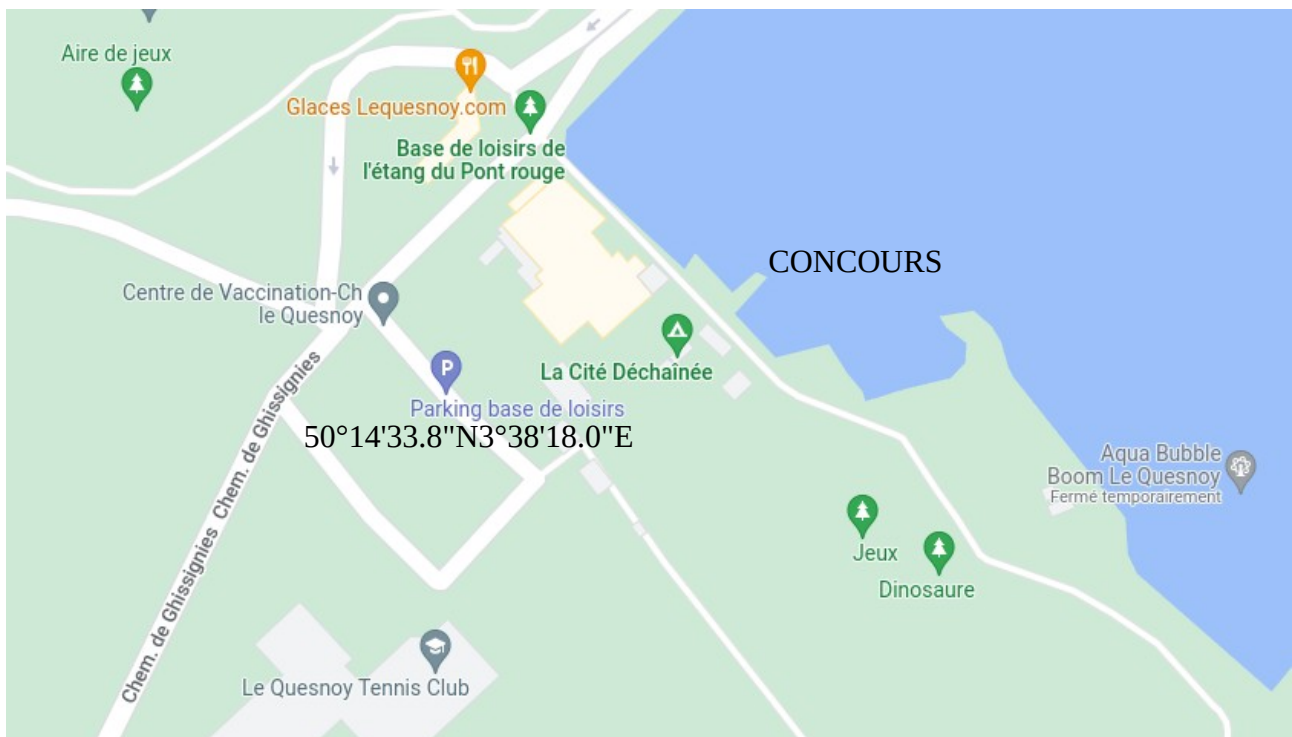 Aire de jeux
Glaces Lequesnoy.com
Base de loisirs de
l'étang du Pont rouge
CONCOURS
Centre de Vaccination-Ch
le Quesnoy
P
La Cité Déchaînée
Parking base de loisirs
50°14'33.8"N3°38'18.0"E
Chem. de Ghissignies
Chem. de Ghissignies
Aqua Bubble
Boom Le Quesnoy
Fermé temporairement
Jeux
Dinosaure
Le Quesnoy Tennis Club